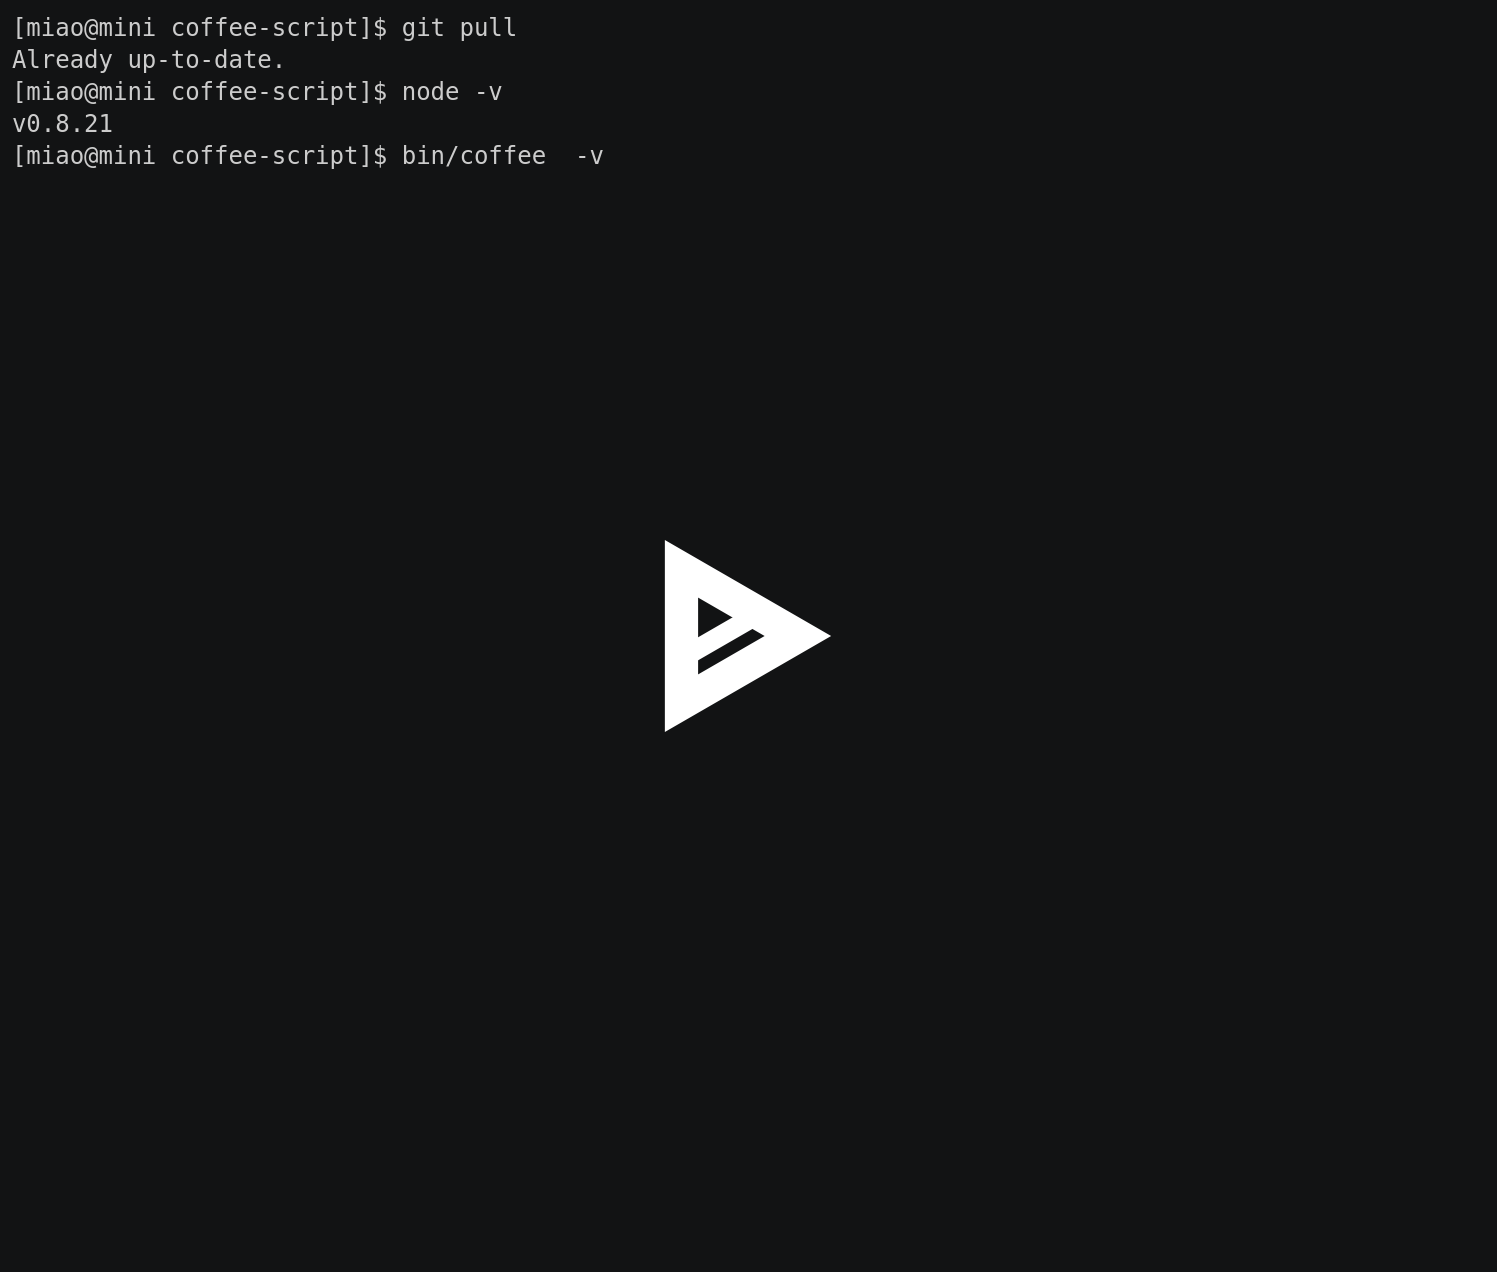 [miao@mini coffee-script]$ git pull
Already up-to-date.
[miao@mini coffee-script]$ node -v
v0.8.21
[miao@mini coffee-script]$ bin/coffee  -v